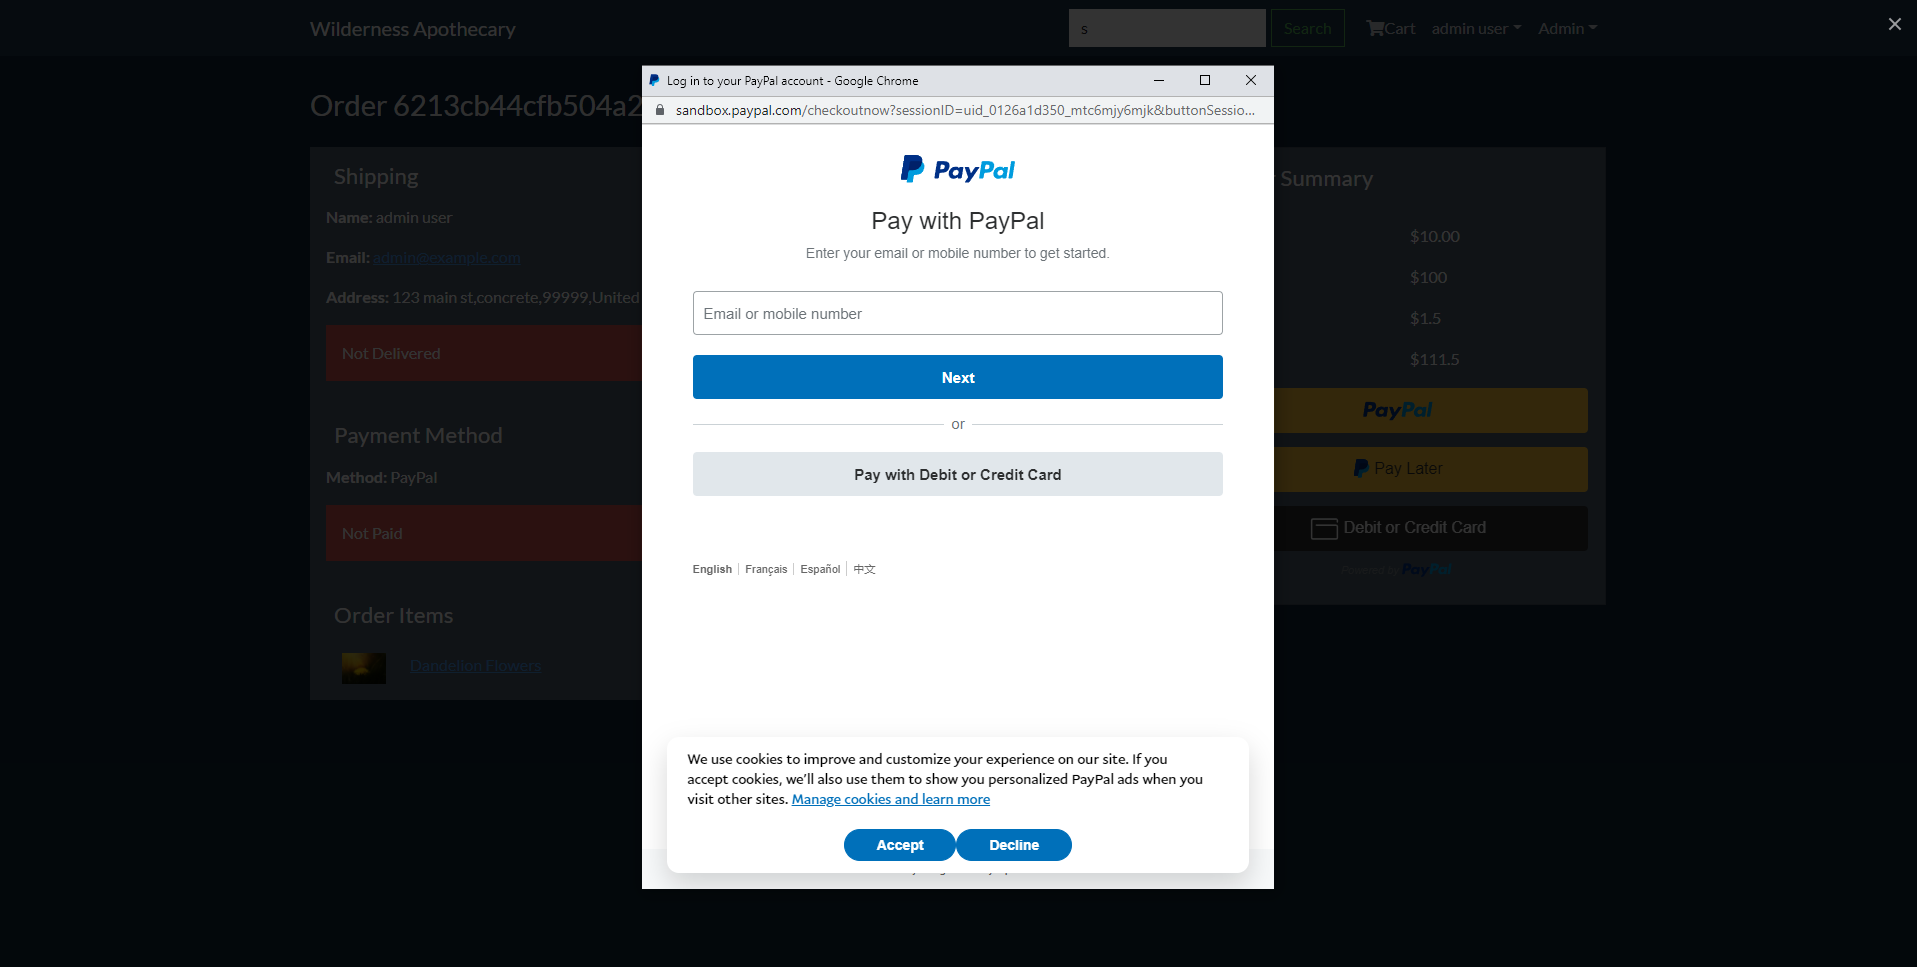 Wilderness Apothecary
s
Search
Cart
admin user
Admin
Order 6213cb44cfb504a2
Shipping
Name: admin user
Email: admin@example.com
Address: 123 main st,concrete,99999,United
Not Delivered
Payment Method
Method: PayPal
Not Paid
Order Items
Dandelion Flowers
Log in to your PayPal account - Google Chrome
sandbox.paypal.com/checkoutnow?sessionID=uid_0126a1d350_mtc6mjy6mjk&buttonSessio...
PayPal
Pay with PayPal
Enter your email or mobile number to get started.
Email or mobile number
Next
or
Pay with Debit or Credit Card
English
Français
Español
中文
We use cookies to improve and customize your experience on our site. If you
accept cookies, we'll also use them to show you personalized PayPal ads when you
visit other sites. Manage cookies and learn more
Accept
Decline
Summary
$10.00
$100
$1.5
$111.5
PayPal
Pay Later
Debit or Credit Card
Powered by PayPal